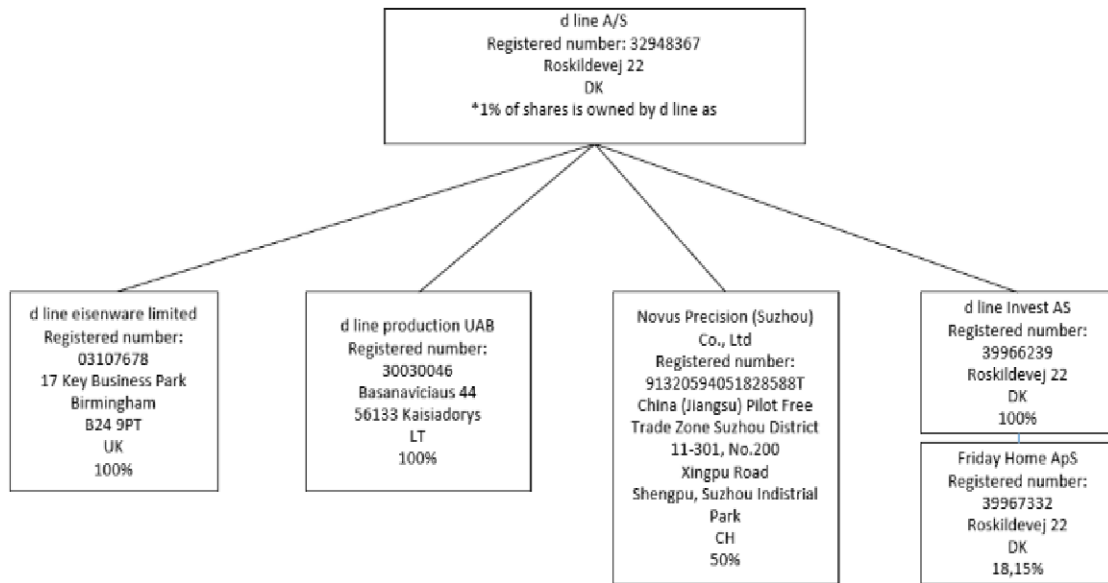 d line A/S
Registered number: 32948367
Roskildevej 22
DK
*1% of shares is owned by d line as
d line eisenware limited
Registered number:
03107678
17 Key Business Park
Birmingham
B24 9PT
UK
100%
d line production UAB
Registered number:
30030046
Basanaviciaus 44
56133 Kaisiadorys
LT
100%
Novus Precision (Suzhou)
Co., Ltd
Registered number:
91320594051828588T
China (Jiangsu) Pilot Free
Trade Zone Suzhou District
11-301, No.200
Xingpu Road
Shengpu, Suzhou Indistrial
Park
CH
50%
d line Invest AS
Registered number:
39966239
Roskildevej 22
DK
100%
Friday Home ApS
Registered number:
39967332
Roskildevej 22
DK
18,15%